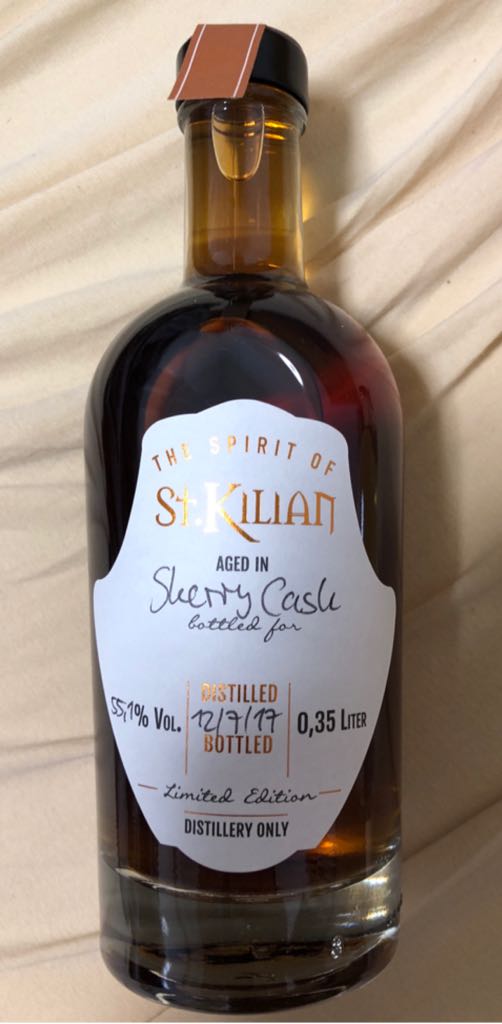 THE SPIRIT OF
ST. KILIAN
AGED IN
Sherry Cask
bottled for
DISTILLED
55,1% VOL. 12/7/17 0,35 LITER
BOTTLED
Limited Edition
DISTILLERY ONLY